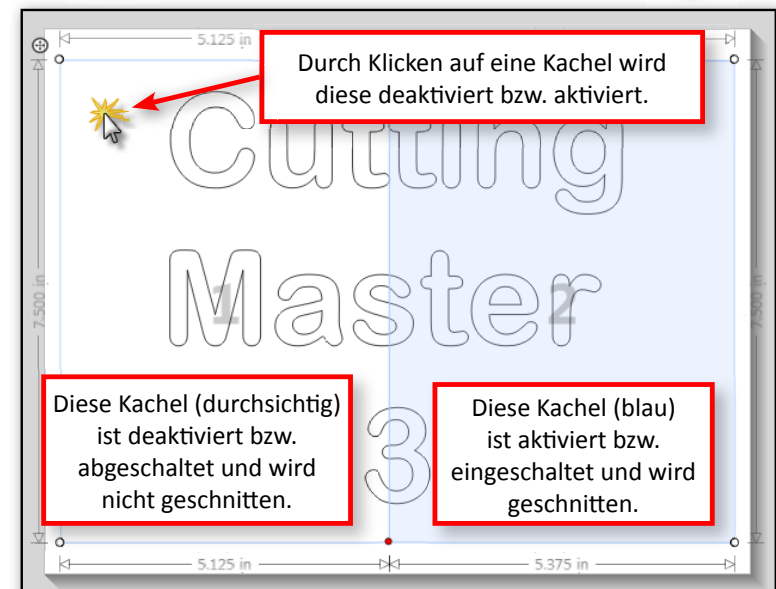 5.125 in
Durch Klicken auf eine Kachel wird
diese deaktiviert bzw. aktiviert.
Cutting
Master
3
1
2
7.500 in
7.500 in
Diese Kachel (durchsichtig)
ist deaktiviert bzw.
abgeschaltet und wird
nicht geschnitten.
Diese Kachel (blau)
ist aktiviert bzw.
eingeschaltet und wird
geschnitten.
5.125 in
5.375 in